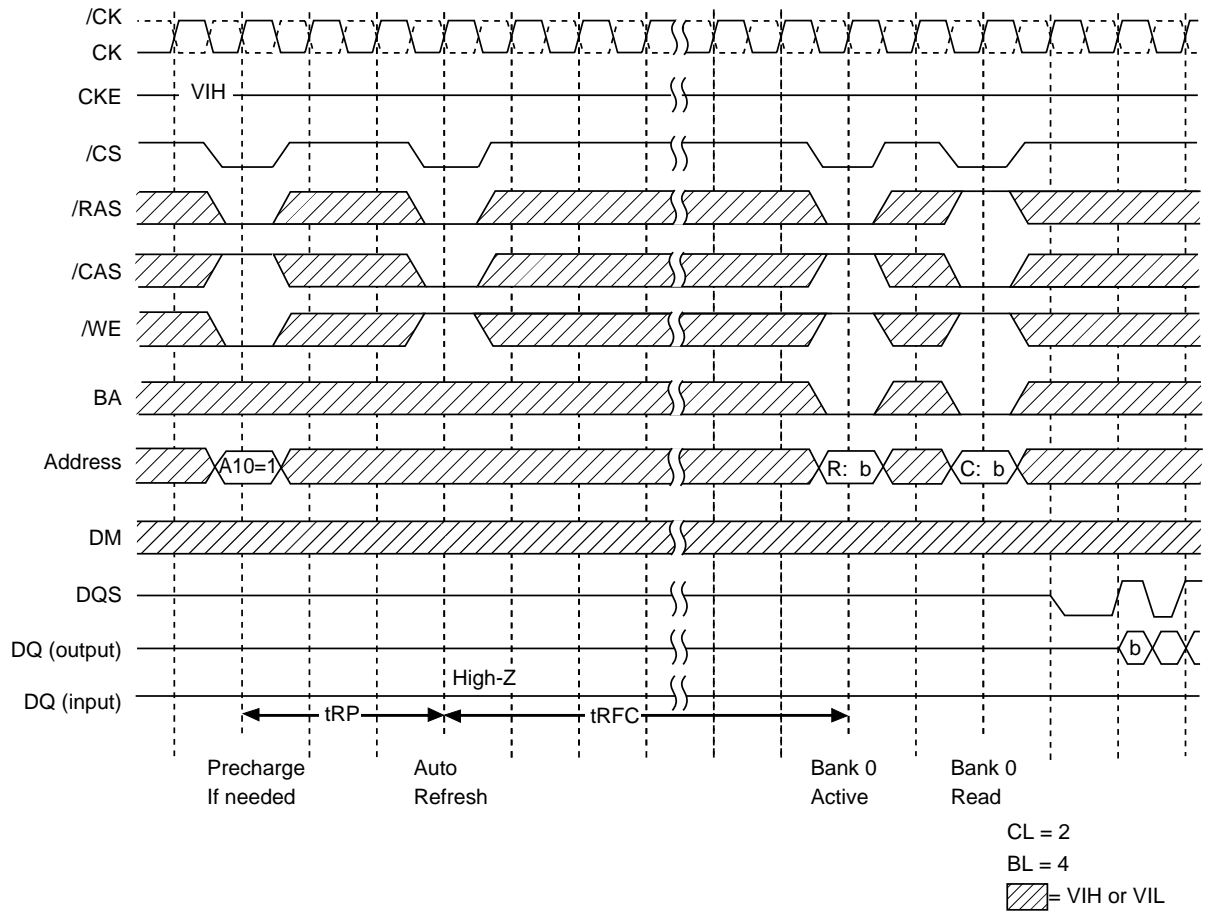 /CK
CK
CKE
VIH
/CS
/RAS
/CAS
/WE
BA
Address
A10=1
R: b
C: b
DM
DQS
DQ (output)
b
High-Z
DQ (input)
tRP
tRFC
Precharge
If needed
Auto
Refresh
Bank 0
Active
Bank 0
Read
CL = 2
BL = 4
= VIH or VIL